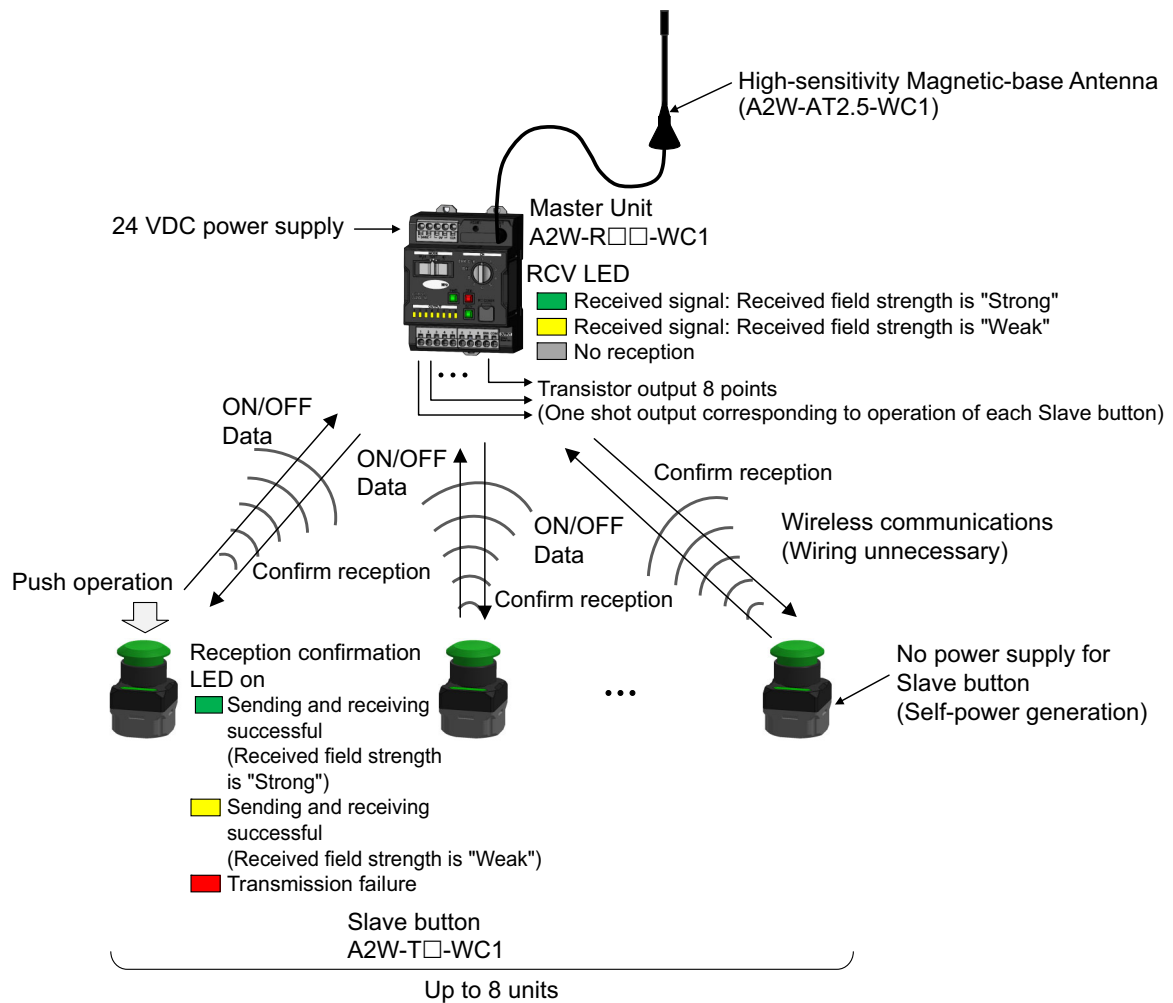 High-sensitivity Magnetic-base Antenna
(A2W-AT2.5-WC1)
24 VDC power supply
Master Unit
A2W-R□□-WC1
RCV LED
Received signal: Received field strength is "Strong"
Received signal: Received field strength is "Weak"
No reception
Transistor output 8 points
(One shot output corresponding to operation of each Slave button)
ON/OFF
Data
ON/OFF
Data
Confirm reception
ON/OFF
Data
Wireless communications
(Wiring unnecessary)
Push operation
Confirm reception
Confirm reception
Reception confirmation
LED on
Sending and receiving
successful
(Received field strength
is "Strong")
Sending and receiving
successful
(Received field strength is "Weak")
Transmission failure
No power supply for
Slave button
(Self-power generation)
Slave button
A2W-T□-WC1
Up to 8 units